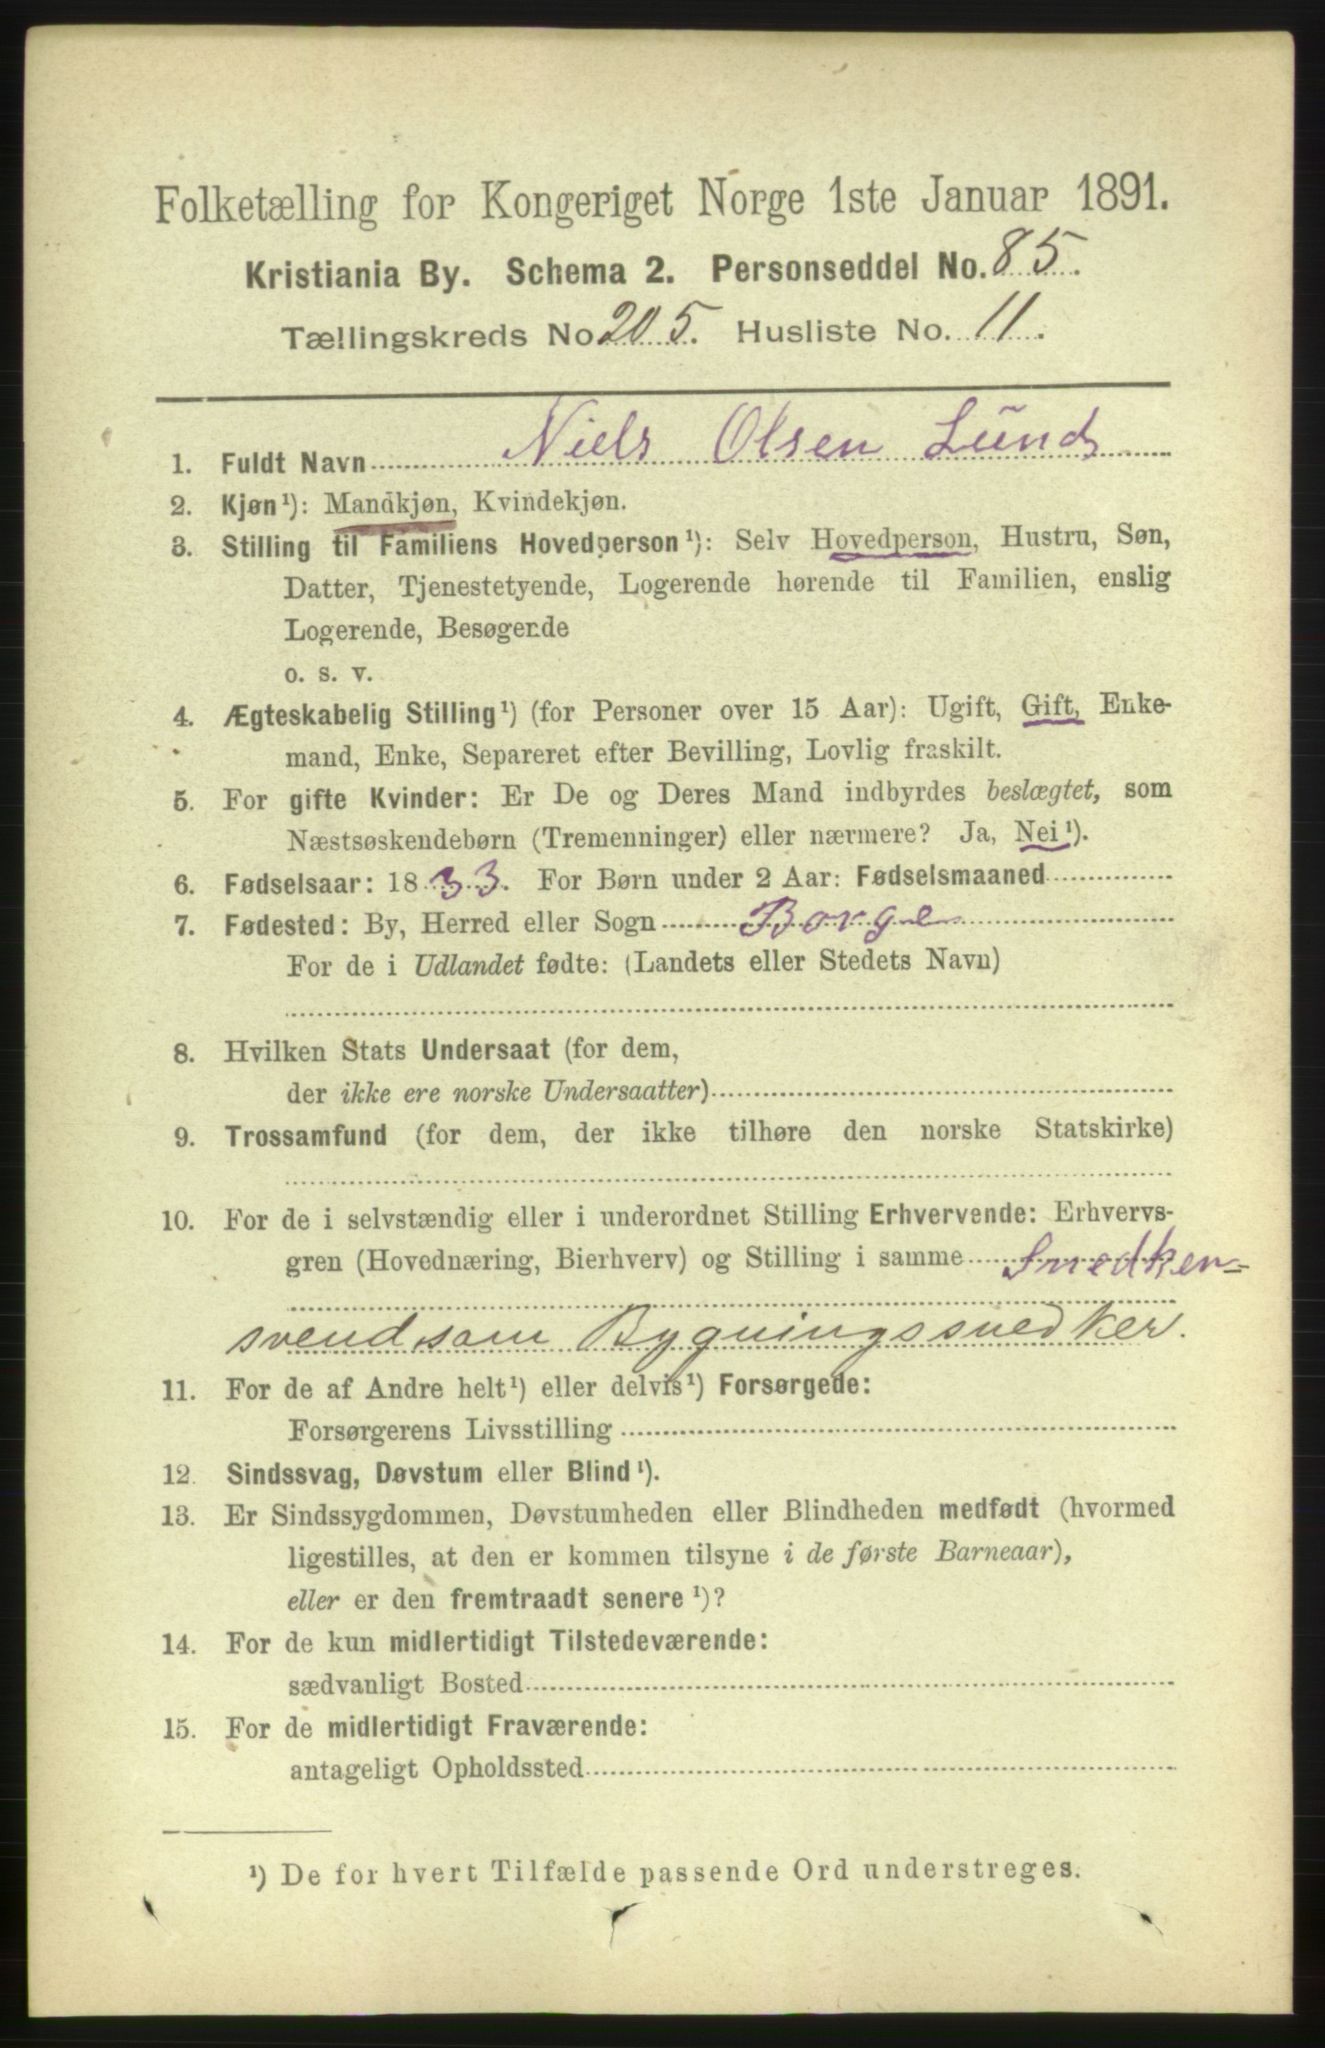 Folketælling for Kongeriget Norge 1ste Januar 1891.
Kristiania By. Schema 2. Personseddel No. 85.
Tællingskreds No 205. Husliste No. 11.
1. Fuldt Navn Niels Olsen Lund
2. Kjøn¹): Mandkjøn, Kvindekjøn.
3. Stilling til Familiens Hovedperson¹): Selv Hovedperson, Hustru, Søn,
Datter, Tjenestetyende, Logerende hørende til Familien, enslig
Logerende, Besøgende
o. s. v.
4. Ægteskabelig Stilling¹) (for Personer over 15 Aar): Ugift, Gift, Enke-
mand, Enke, Separeret efter Bevilling, Lovlig fraskilt.
5. For gifte Kvinder: Er De og Deres Mand indbyrdes beslægtet, som
Næstsøskendebørn (Tremenninger) eller nærmere? Ja, Nei¹).
6. Fødselsaar: 1833. For Børn under 2 Aar: Fødselsmaaned
7. Fødested: By, Herred eller Sogn Borge
For de i Udlandet fødte: (Landets eller Stedets Navn)
8. Hvilken Stats Undersaat (for dem,
der ikke ere norske Undersaatter)
9. Trossamfund (for dem, der ikke tilhøre den norske Statskirke)
10. For de i selvstændig eller i underordnet Stilling Erhvervende: Erhvervs-
gren (Hovednæring, Bierhverv) og Stilling i samme Snedker=
svend som Bygningssnedker.
11. For de af Andre helt¹) eller delvis¹) Forsørgede:
Forsørgerens Livsstilling
12. Sindssvag, Døvstum eller Blind¹).
13. Er Sindssygdommen, Døvstumheden eller Blindheden medfødt (hvormed
ligestilles, at den er kommen tilsyne i de første Barneaar),
eller er den fremtraadt senere¹)?
14. For de kun midlertidigt Tilstedeværende:
sædvanligt Bosted
15. For de midlertidigt Fraværende:
antageligt Opholdssted
¹) De for hvert Tilfælde passende Ord understreges.